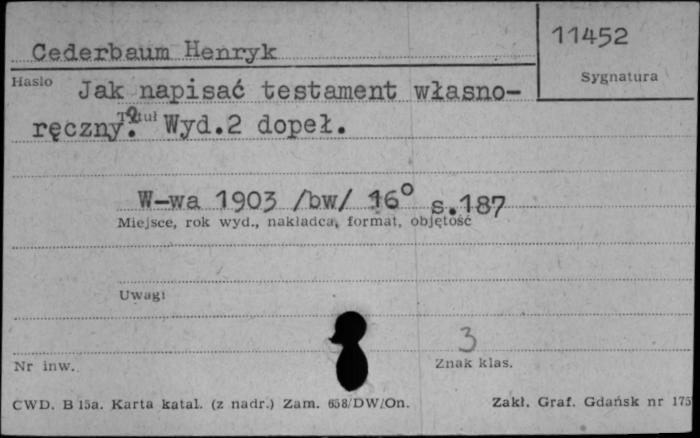 11452
Cederbaum Henryk
Sygnatura
Hasło Jak napisać testament własno-
ręczny? Tytuł Wyd.2 dopeł.
W-wa 1903 /bw/ 16° s.187
Miejsce, rok wyd., nakładca, format, objętość
Uwagi
3
Nr inw. Znak klas.
CWD. B 15a. Karta katal. (z nadr.) Zam. 658/DW/On. Zakł. Graf. Gdańsk nr 175